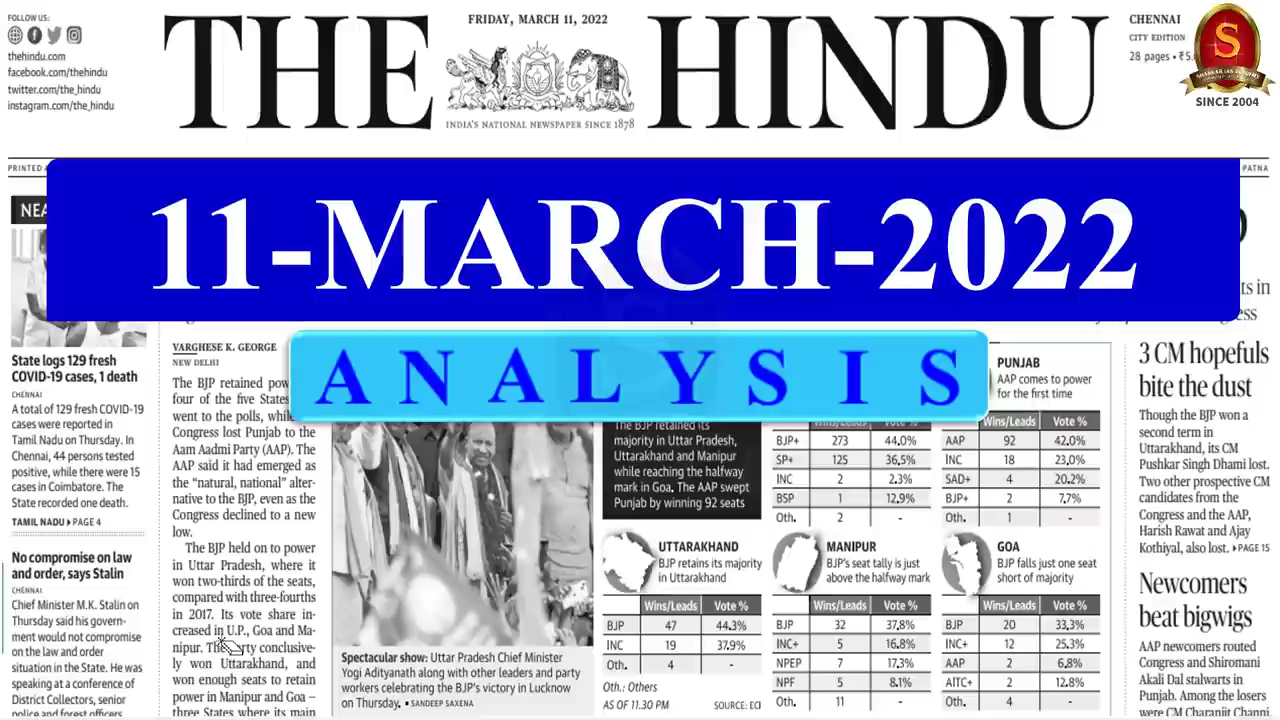 FOLLOW US:
thehindu.com
facebook.com/thehindu
twitter.com/the_hindu
instagram.com/the_hindu
THE HINDU
FRIDAY, MARCH 11, 2022
INDIA'S NATIONAL NEWSPAPER SINCE 1878
CHENNAI
CITY EDITION
28 pages •
S
SHANKAR IAS ACADEMY
SINCE 2004
PRINTED
PATNA
11-MARCH-2022
ANALYSIS
State logs 129 fresh
COVID-19 cases, 1 death
CHENNAI
A total of 129 fresh COVID-19
cases were reported in
Tamil Nadu on Thursday. In
Chennai, 44 persons tested
positive, while there were 15
cases in Coimbatore. The
State recorded one death.
TAMIL NADU ▸ PAGE 4
No compromise on law
and order, says Stalin
CHENNAI
Chief Minister M.K. Stalin on
Thursday said his govern-
ment would not compromise
on the law and order
situation in the State. He was
speaking at a conference of
District Collectors, senior
police and forest officers
VARGHESE K. GEORGE
NEW DELHI
The BJP retained
four of the five States
went to the polls,
Congress lost Punjab to the
Aam Aadmi Party (AAP). The
AAP said it had emerged as
the “natural, national” alter-
native to the BJP, even as the
Congress declined to a new
low.
The BJP held on to power
in Uttar Pradesh, where it
won two-thirds of the seats,
compared with three-fourths
in 2017. Its vote share in-
creased in U.P., Goa and Ma-
nipur. The party conclusive-
ly won Uttarakhand, and
won enough seats to retain
power in Manipur and Goa –
three States where its main
Spectacular show: Uttar Pradesh Chief Minister
Yogi Adityanath along with other leaders and party
workers celebrating the BJP's victory in Lucknow
on Thursday. • SANDEEP SAXENA
The BJP retained its
majority in Uttar Pradesh,
Uttarakhand and Manipur
while reaching the halfway
mark in Goa. The AAP swept
Punjab by winning 92 seats
Wins/Leads Vote %
BJP+ 273 44.0%
SP+ 125 36.5%
INC 2 2.3%
BSP 1 12.9%
Oth. 2 -
PUNJAB
AAP comes to power
for the first time
Wins/Leads Vote %
AAP 92 42.0%
INC 18 23.0%
SAD+ 4 20.2%
BJP+ 2 7.7%
Oth. 1 -
UTTARAKHAND
BJP retains its majority
in Uttarakhand
Wins/Leads Vote %
BJP 47 44.3%
INC 19 37.9%
Oth. 4 -
Oth.: Others
AS OF 11.30 PM SOURCE: ECI
MANIPUR
BJP's seat tally is just
above the halfway mark
Wins/Leads Vote %
BJP 32 37.8%
INC+ 5 16.8%
NPEP 7 17.3%
NPF 5 8.1%
Oth. 11 -
GOA
BJP falls just one seat
short of majority
Wins/Leads Vote %
BJP 20 33.3%
INC+ 12 25.3%
AAP 2 6.8%
AITC+ 2 12.8%
Oth. 4 -
3 CM hopefuls
bite the dust
Though the BJP won a
second term in
Uttarakhand, its CM
Pushkar Singh Dhami lost.
Two other prospective CM
candidates from the
Congress and the AAP,
Harish Rawat and Ajay
Kothiyal, also lost. ▸ PAGE 15
Newcomers
beat bigwigs
AAP newcomers routed
Congress and Shiromani
Akali Dal stalwarts in
Punjab. Among the losers
were CM Charanjit Channi,